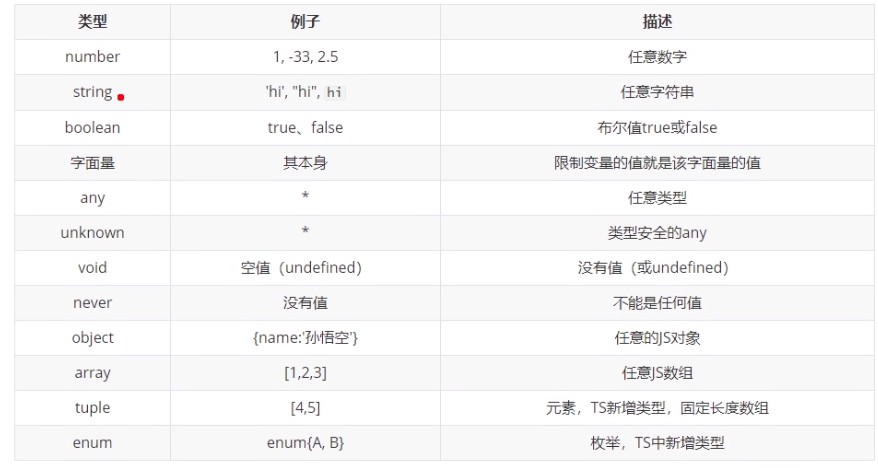 类型 例子 描述
number 1, -33, 2.5 任意数字
string 'hi', "hi", hi 任意字符串
boolean true、false 布尔值true或false
字面量 其本身 限制变量的值就是该字面量的值
any * 任意类型
unknown * 类型安全的any
void 空值（undefined） 没有值（或undefined）
never 没有值 不能是任何值
object {name:'孙悟空'} 任意的JS对象
array [1,2,3] 任意JS数组
tuple [4,5] 元素，TS新增类型，固定长度数组
enum enum{A, B} 枚举，TS中新增类型